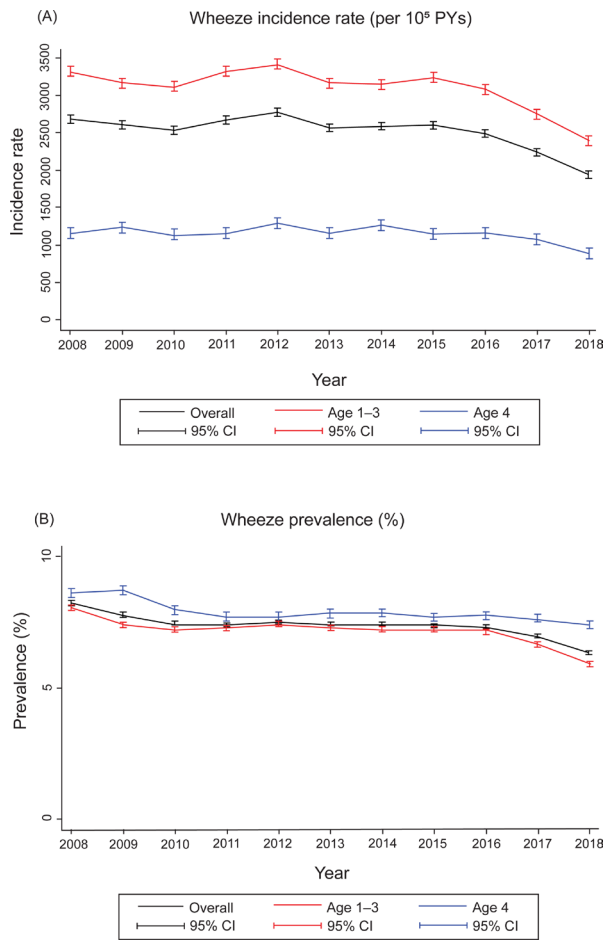 (A)
Wheeze incidence rate (per 10⁵ PYs)
Incidence rate
3500
3000
2500
2000
1500
1000
500
0
2008 2009 2010 2011 2012 2013 2014 2015 2016 2017 2018
Year
Overall Age 1–3 Age 4
95% CI 95% CI 95% CI
(B)
Wheeze prevalence (%)
Prevalence (%)
10
5
0
2008 2009 2010 2011 2012 2013 2014 2015 2016 2017 2018
Year
Overall Age 1–3 Age 4
95% CI 95% CI 95% CI